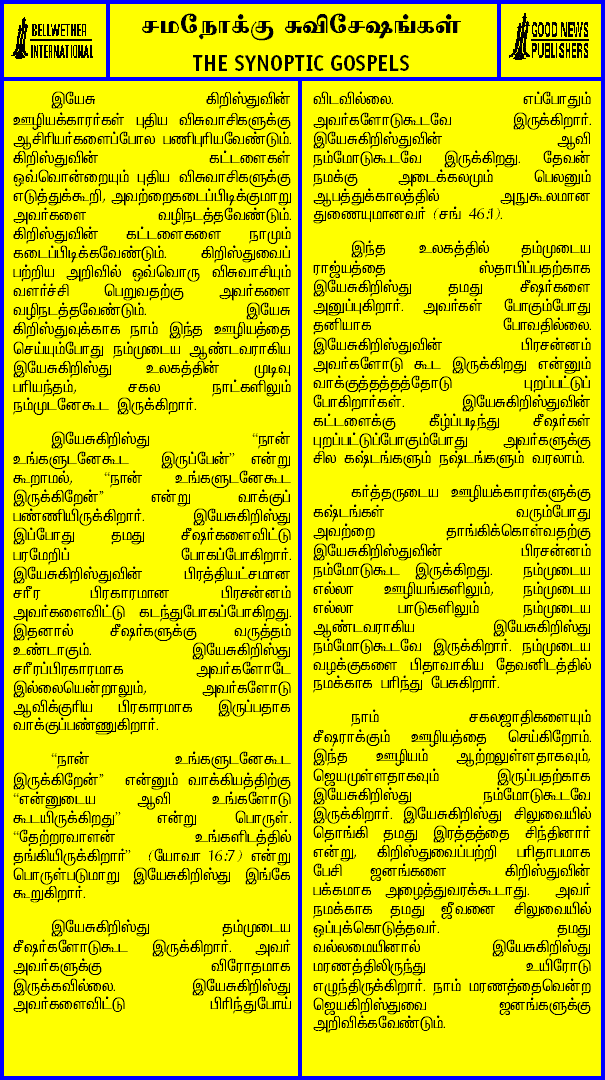 BELLWETHER
INTERNATIONAL
சமநோக்கு சுவிசேஷங்கள்
THE SYNOPTIC GOSPELS
GOOD NEWS
PUBLISHERS
இயேசு கிறிஸ்துவின்
ஊழியக்காரர்கள் புதிய விசுவாசிகளுக்கு
ஆசிரியர்களைப்போல பணிபுரியவேண்டும்.
கிறிஸ்துவின் கட்டளைகள்
ஒவ்வொன்றையும் புதிய விசுவாசிகளுக்கு
எடுத்துக்கூறி, அவற்றைகடைப்பிடிக்குமாறு
அவர்களை வழிநடத்தவேண்டும்.
கிறிஸ்துவின் கட்டளைகளை நாமும்
கடைப்பிடிக்கவேண்டும். கிறிஸ்துவைப்
பற்றிய அறிவில் ஒவ்வொரு விசுவாசியும்
வளர்ச்சி பெறுவதற்கு அவர்களை
வழிநடத்தவேண்டும். இயேசு
கிறிஸ்துவுக்காக நாம் இந்த ஊழியத்தை
செய்யும்போது நம்முடைய ஆண்டவராகிய
இயேசுகிறிஸ்து உலகத்தின் முடிவு
பரியந்தம், சகல நாட்களிலும்
நம்முடனேகூட இருக்கிறார்.
இயேசுகிறிஸ்து “நான்
உங்களுடனேகூட இருப்பேன்” என்று
கூறாமல், “நான் உங்களுடனேகூட
இருக்கிறேன்” என்று வாக்குப்
பண்ணியிருக்கிறார். இயேசுகிறிஸ்து
இப்போது தமது சீஷர்களைவிட்டு
பரமேறிப் போகப்போகிறார்.
இயேசுகிறிஸ்துவின் பிரத்தியட்சமான
சரீர பிரகாரமான பிரசன்னம்
அவர்களைவிட்டு கடந்துபோகப்போகிறது.
இதனால் சீஷர்களுக்கு வருத்தம்
உண்டாகும். இயேசுகிறிஸ்து
சரீரப்பிரகாரமாக அவர்களோடே
இல்லையென்றாலும், அவர்களோடு
ஆவிக்குரிய பிரகாரமாக இருப்பதாக
வாக்குப்பண்ணுகிறார்.
“நான் உங்களுடனேகூட
இருக்கிறேன்” என்னும் வாக்கியத்திற்கு
“என்னுடைய ஆவி உங்களோடு
கூடயிருக்கிறது” என்று பொருள்.
“தேற்றரவாளன் உங்களிடத்தில்
தங்கியிருக்கிறார்” (யோவா 16:7) என்று
பொருள்படுமாறு இயேசுகிறிஸ்து இங்கே
கூறுகிறார்.
இயேசுகிறிஸ்து தம்முடைய
சீஷர்களோடுகூட இருக்கிறார். அவர்
அவர்களுக்கு விரோதமாக
இருக்கவில்லை. இயேசுகிறிஸ்து
அவர்களைவிட்டு பிரிந்துபோய்
விடவில்லை. எப்போதும்
அவர்களோடுகூடவே இருக்கிறார்.
இயேசுகிறிஸ்துவின் ஆவி
நம்மோடுகூடவே இருக்கிறது. தேவன்
நமக்கு அடைக்கலமும் பெலனும்
ஆபத்துக்காலத்தில் அநுகூலமான
துணையுமானவர் (சங் 46:1).
இந்த உலகத்தில் தம்முடைய
ராஜ்யத்தை ஸ்தாபிப்பதற்காக
இயேசுகிறிஸ்து தமது சீஷர்களை
அனுப்புகிறார். அவர்கள் போகும்போது
தனியாக போவதில்லை.
இயேசுகிறிஸ்துவின் பிரசன்னம்
அவர்களோடு கூட இருக்கிறது என்னும்
வாக்குத்தத்தத்தோடு புறப்பட்டுப்
போகிறார்கள். இயேசுகிறிஸ்துவின்
கட்டளைக்கு கீழ்ப்படிந்து சீஷர்கள்
புறப்பட்டுப்போகும்போது அவர்களுக்கு
சில கஷ்டங்களும் நஷ்டங்களும் வரலாம்.
கர்த்தருடைய ஊழியக்காரர்களுக்கு
கஷ்டங்கள் வரும்போது
அவற்றை தாங்கிக்கொள்வதற்கு
இயேசுகிறிஸ்துவின் பிரசன்னம்
நம்மோடுகூட இருக்கிறது. நம்முடைய
எல்லா ஊழியங்களிலும், நம்முடைய
எல்லா பாடுகளிலும் நம்முடைய
ஆண்டவராகிய இயேசுகிறிஸ்து
நம்மோடுகூடவே இருக்கிறார். நம்முடைய
வழக்குகளை பிதாவாகிய தேவனிடத்தில்
நமக்காக பரிந்து பேசுகிறார்.
நாம் சகலஜாதிகளையும்
சீஷராக்கும் ஊழியத்தை செய்கிறோம்.
இந்த ஊழியம் ஆற்றலுள்ளதாகவும்,
ஜெயமுள்ளதாகவும் இருப்பதற்காக
இயேசுகிறிஸ்து நம்மோடுகூடவே
இருக்கிறார். இயேசுகிறிஸ்து சிலுவையில்
தொங்கி தமது இரத்தத்தை சிந்தினார்
என்று, கிறிஸ்துவைப்பற்றி பரிதாபமாக
பேசி ஜனங்களை கிறிஸ்துவின்
பக்கமாக அழைத்துவரக்கூடாது. அவர்
நமக்காக தமது ஜீவனை சிலுவையில்
ஒப்புக்கொடுத்தவர். தமது
வல்லமையினால் இயேசுகிறிஸ்து
மரணத்திலிருந்து உயிரோடு
எழுந்திருக்கிறார். நாம் மரணத்தைவென்ற
ஜெயகிறிஸ்துவை ஜனங்களுக்கு
அறிவிக்கவேண்டும்.